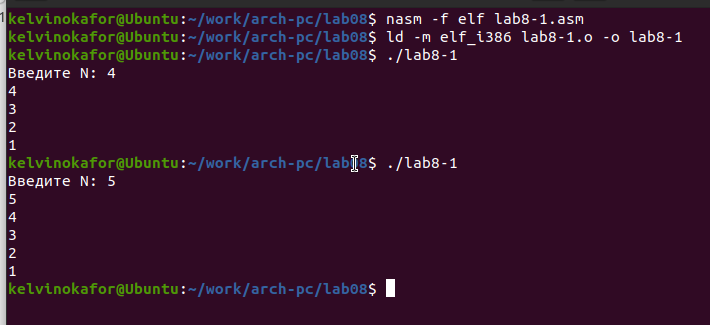 kelvinokafor@Ubuntu:~/work/arch-pc/lab08$ nasm -f elf lab8-1.asm
kelvinokafor@Ubuntu:~/work/arch-pc/lab08$ ld -m elf_i386 lab8-1.o -o lab8-1
kelvinokafor@Ubuntu:~/work/arch-pc/lab08$ ./lab8-1
Введите N: 4
4
3
2
1
kelvinokafor@Ubuntu:~/work/arch-pc/lab08$ ./lab8-1
Введите N: 5
5
4
3
2
1
kelvinokafor@Ubuntu:~/work/arch-pc/lab08$